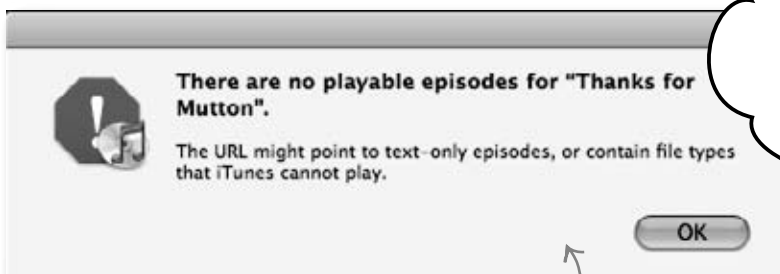 There are no playable episodes for "Thanks for
Mutton".
The URL might point to text-only episodes, or contain file types
that iTunes cannot play.
OK